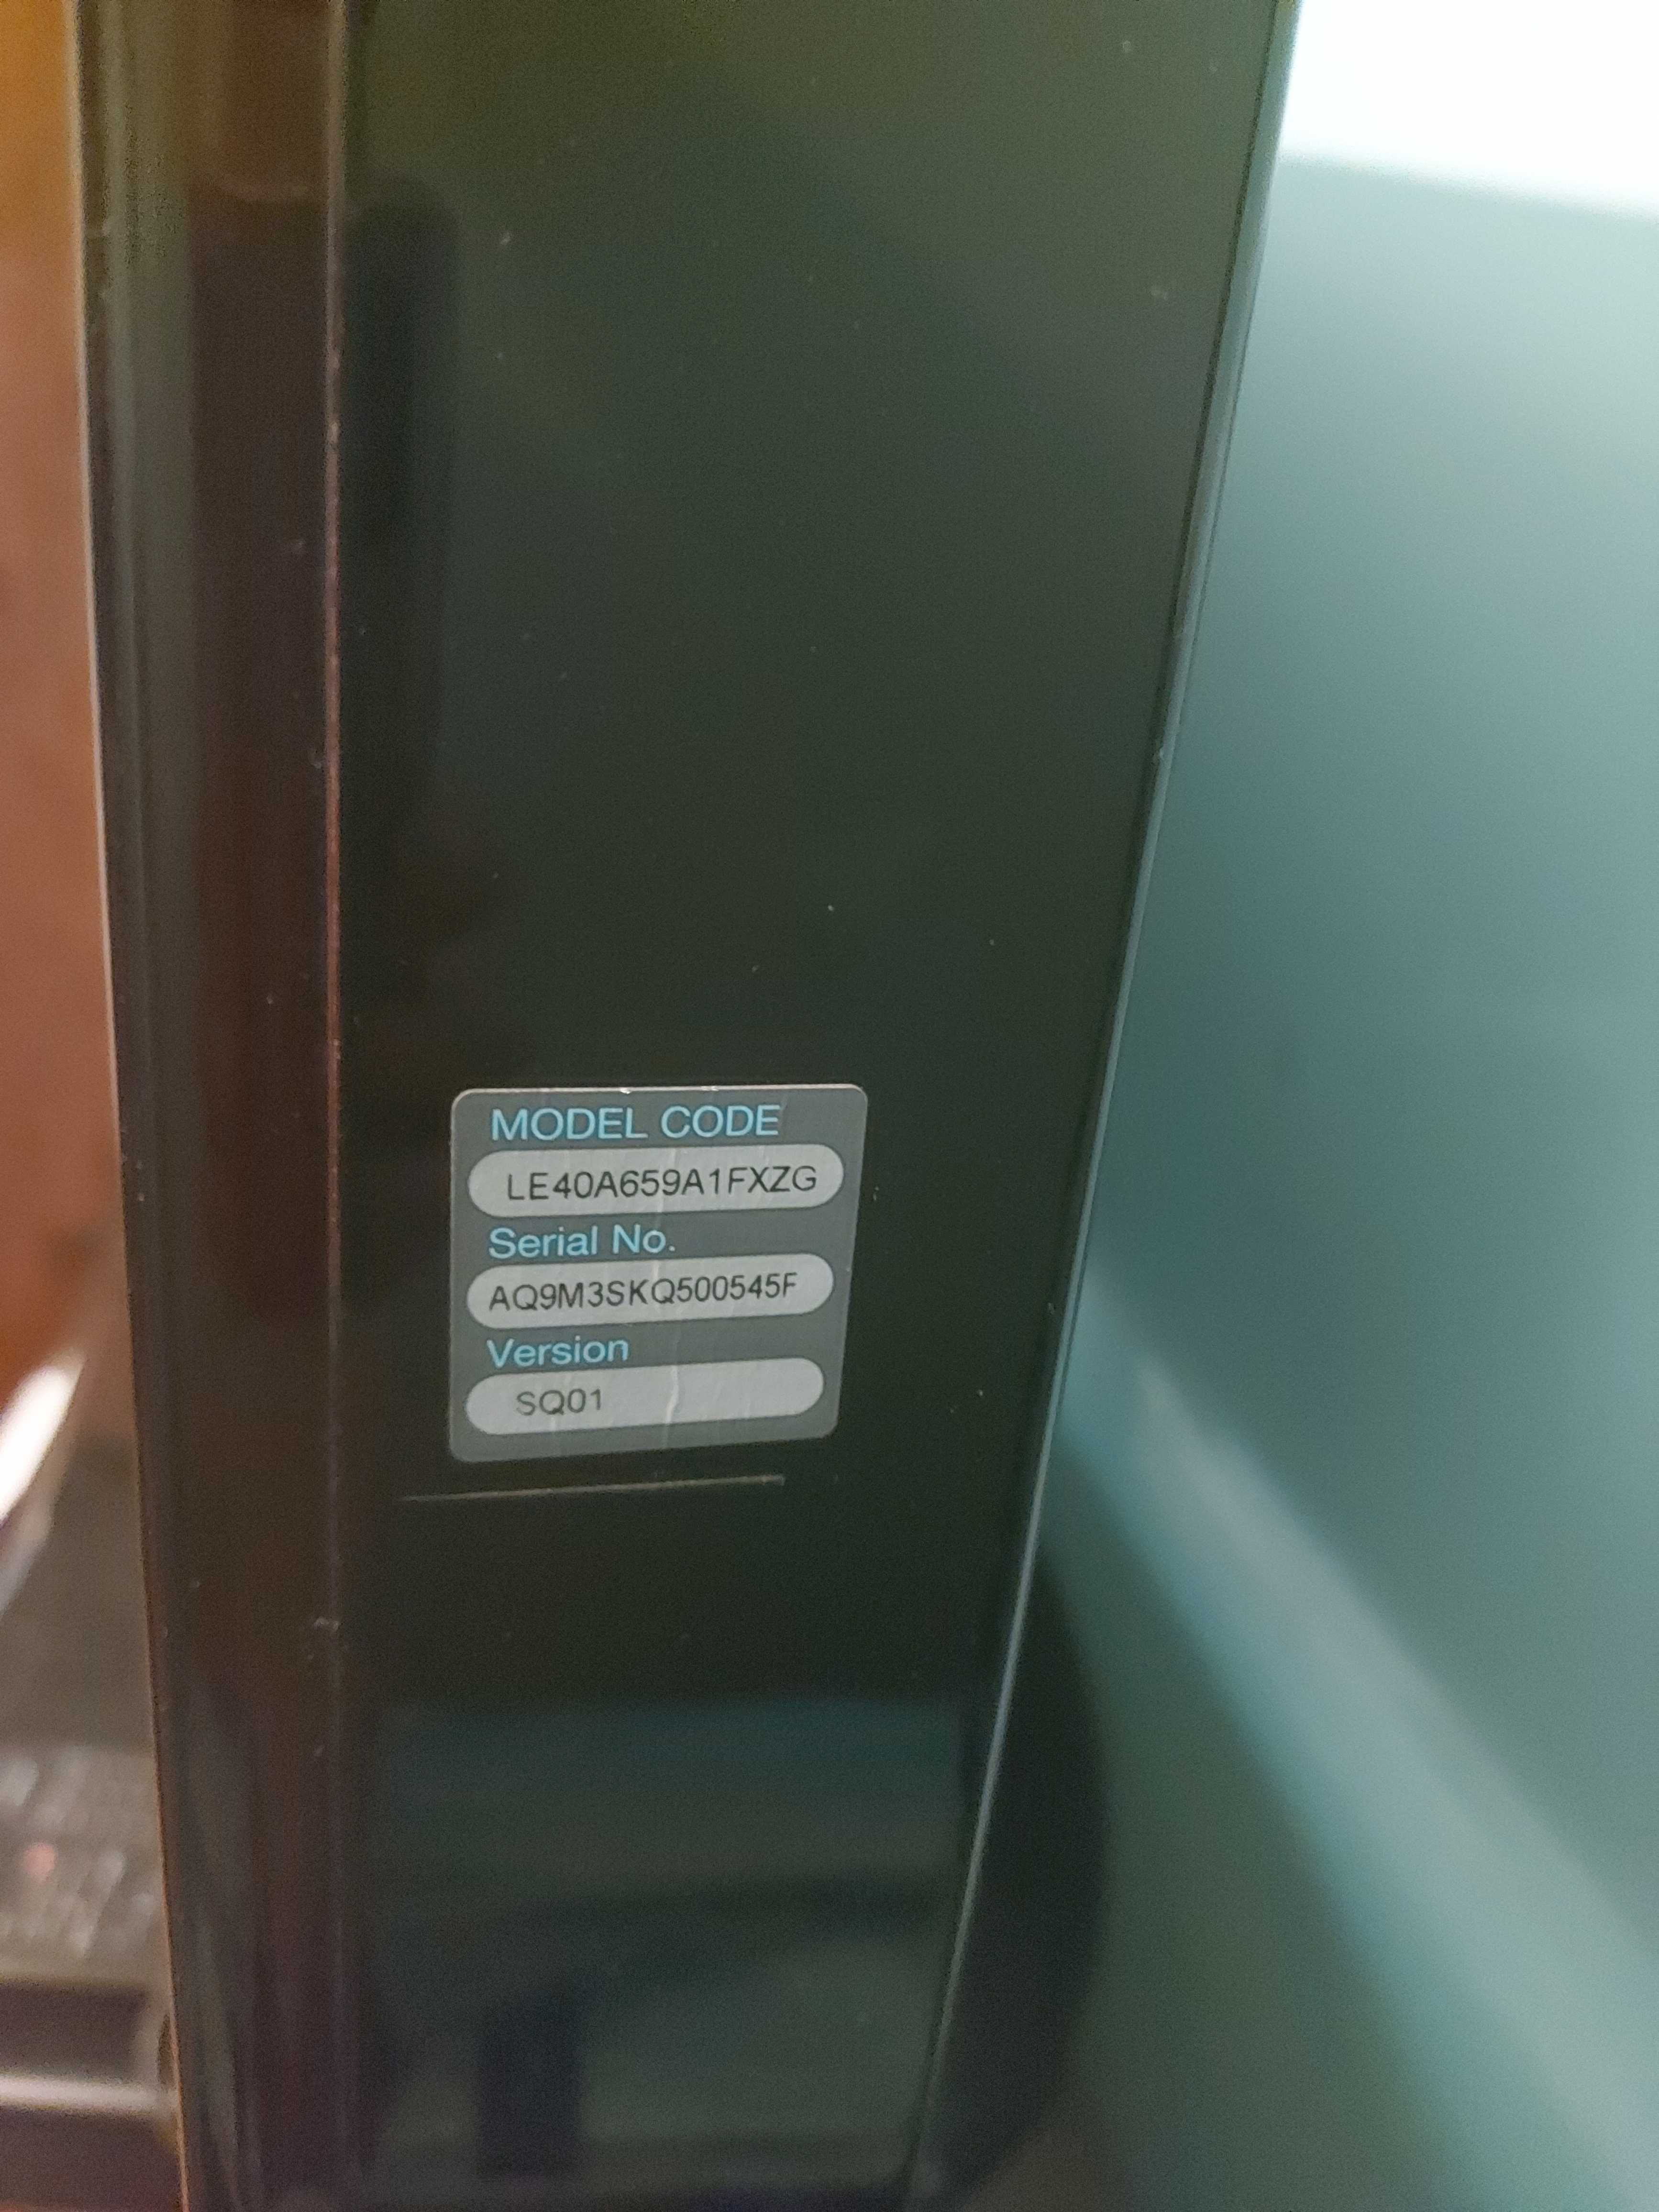 MODEL CODE
LE40A659A1FXZG
Serial No.
AQ9M3SKQ500545F
Version
SQ01